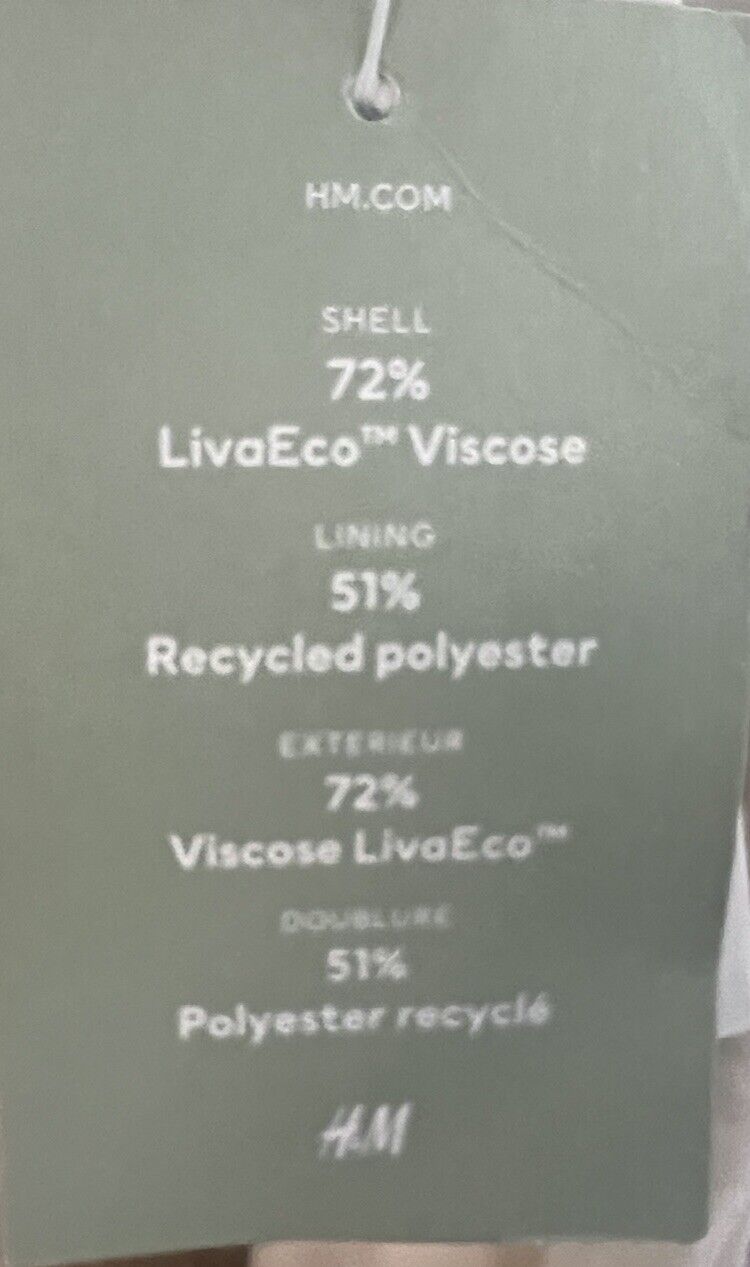 HM.COM
SHELL
72%
LivaEco™ Viscose
LINING
51%
Recycled polyester
EXTERIEUR
72%
Viscose LivaEco™
DOUBLURE
51%
Polyester recyclé
H&M